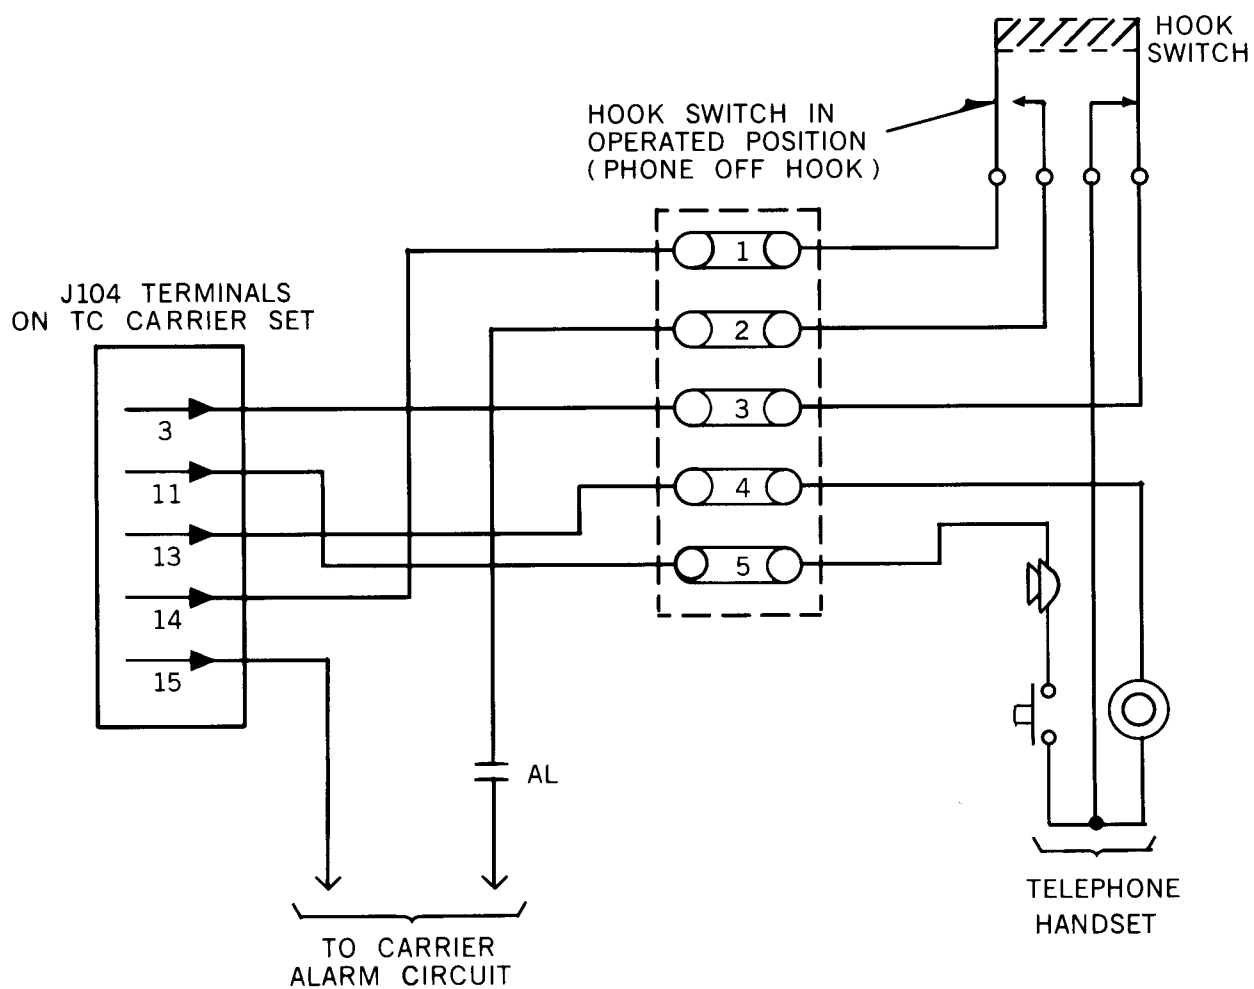 HOOK
SWITCH
HOOK SWITCH IN
OPERATED POSITION
(PHONE OFF HOOK)
J104 TERMINALS
ON TC CARRIER SET
1
2
3
4
5
3
11
13
14
15
AL
TO CARRIER
ALARM CIRCUIT
TELEPHONE
HANDSET